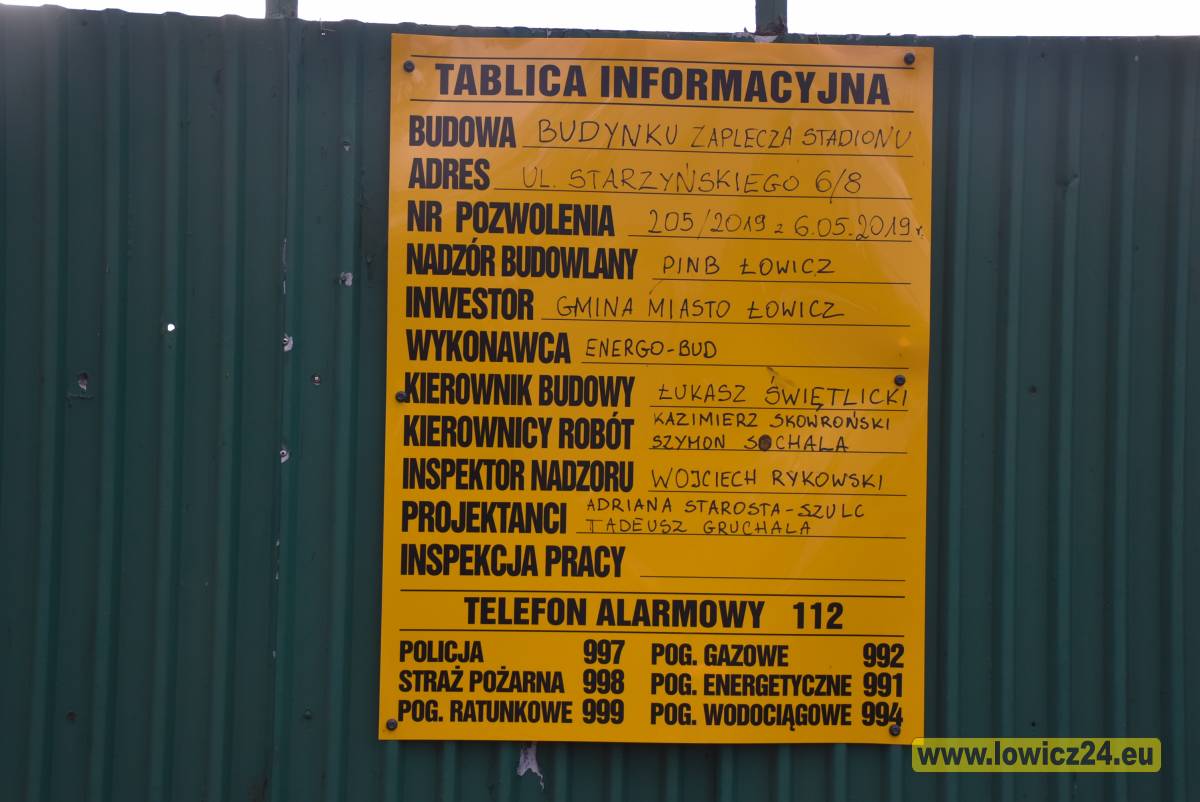 TABLICA INFORMACYJNA
BUDOWA BUDYNKU ZAPLECZA STADIONU
ADRES UL. STARZYŃSKIEGO 6/8
NR POZWOLENIA 205/2019 z 6.05.2019 r.
NADZÓR BUDOWLANY PINB ŁOWICZ
INWESTOR GMINA MIASTO ŁOWICZ
WYKONAWCA ENERGO-BUD
KIEROWNIK BUDOWY ŁUKASZ ŚWIĘTLICKI
KIEROWNICY ROBÓT KAZIMIERZ SKOWROŃSKI
SZYMON SOCHALA
INSPEKTOR NADZORU WOJCIECH RYKOWSKI
PROJEKTANCI ADRIANA STAROSTA-SZULC
TADEUSZ GRUCHALA
INSPEKCJA PRACY
TELEFON ALARMOWY 112
POLICJA 997 POG. GAZOWE 992
STRAŻ POŻARNA 998 POG. ENERGETYCZNE 991
POG. RATUNKOWE 999 POG. WODOCIĄGOWE 994
www.lowicz24.eu